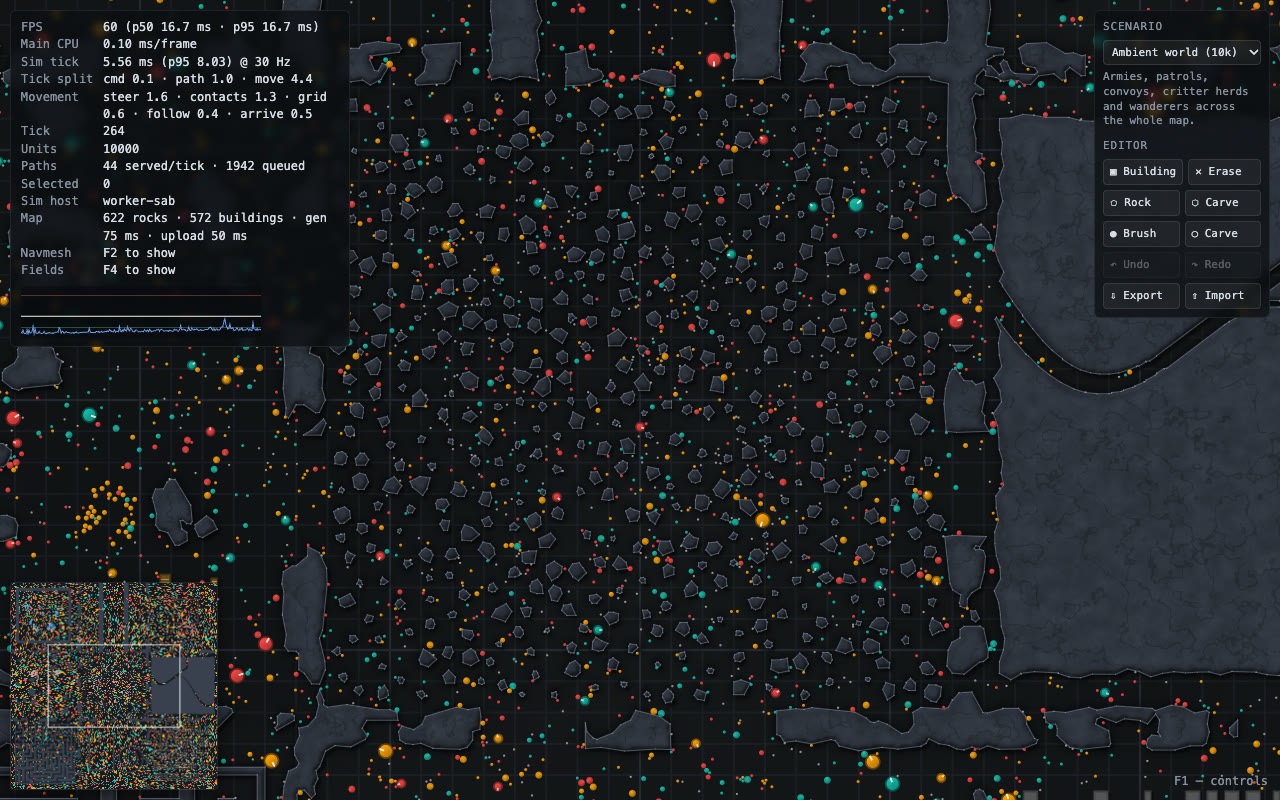 FPS 60 (p50 16.7 ms · p95 16.7 ms)
Main CPU 0.10 ms/frame
Sim tick 5.56 ms (p95 8.03) @ 30 Hz
Tick split cmd 0.1 · path 1.0 · move 4.4
Movement steer 1.6 · contacts 1.3 · grid
0.6 · follow 0.4 · arrive 0.5
Tick 264
Units 10000
Paths 44 served/tick · 1942 queued
Selected 0
Sim host worker-sab
Map 622 rocks · 572 buildings · gen
75 ms · upload 50 ms
Navmesh F2 to show
Fields F4 to show
SCENARIO
Ambient world (10k)
Armies, patrols,
convoys, critter herds
and wanderers across
the whole map.
EDITOR
▣ Building × Erase
Rock Carve
● Brush ○ Carve
↶ Undo ↷ Redo
⇩ Export ⇧ Import
F1 — controls